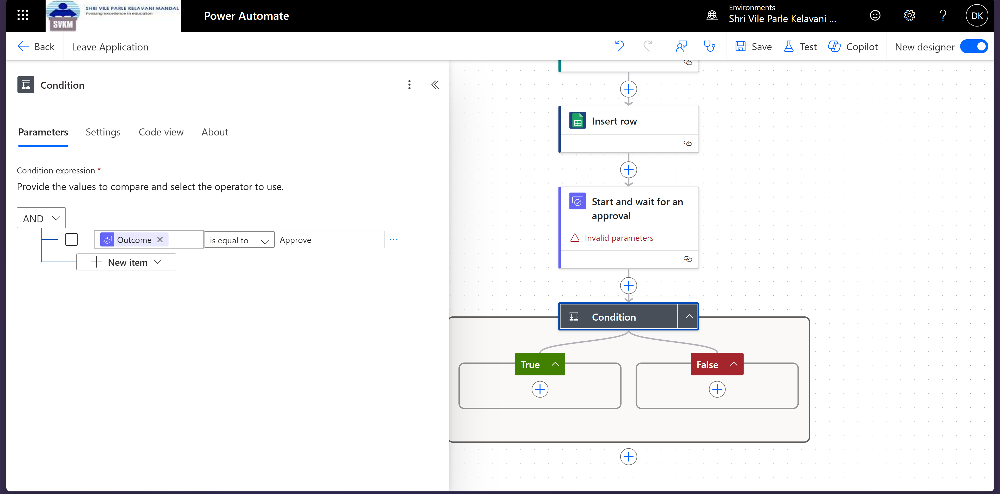 SHRI VILE PARLE KELAVANI MANDAL
Pursuing excellence in education
SVKM
Power Automate
Environments
Shri Vile Parle Kelavani ...
DK
Back
Leave Application
Save
Test
Copilot
New designer
Condition
Parameters
Settings
Code view
About
Condition expression *
Provide the values to compare and select the operator to use.
AND
Outcome
is equal to
Approve
New item
Insert row
Start and wait for an
approval
Invalid parameters
Condition
True
False